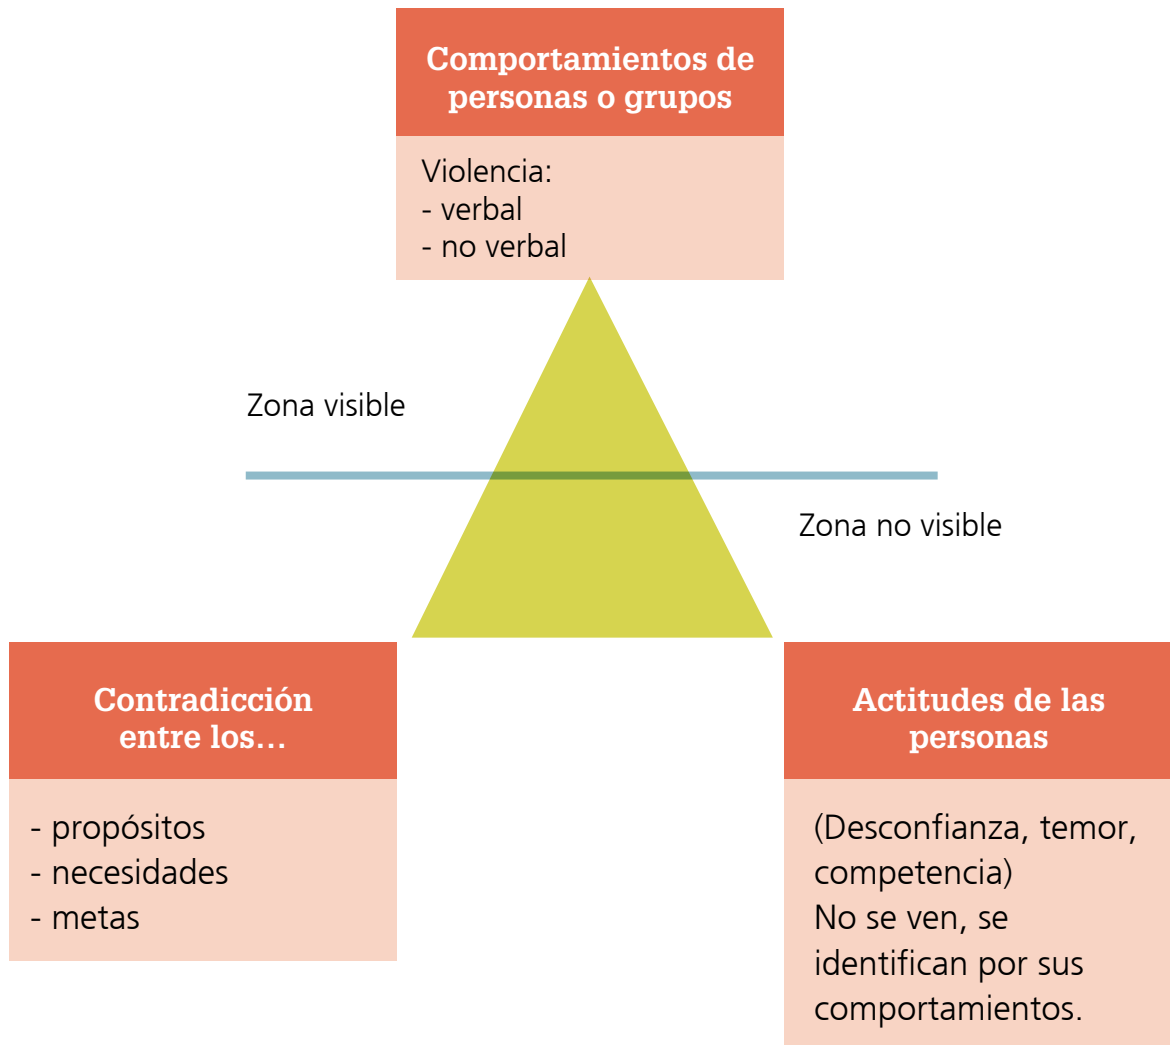 Comportamientos de
personas o grupos
Violencia:
- verbal
- no verbal
Zona visible
Zona no visible
Contradicción
entre los...
- propósitos
- necesidades
- metas
Actitudes de las
personas
(Desconfianza, temor,
competencia)
No se ven, se
identifican por sus
comportamientos.